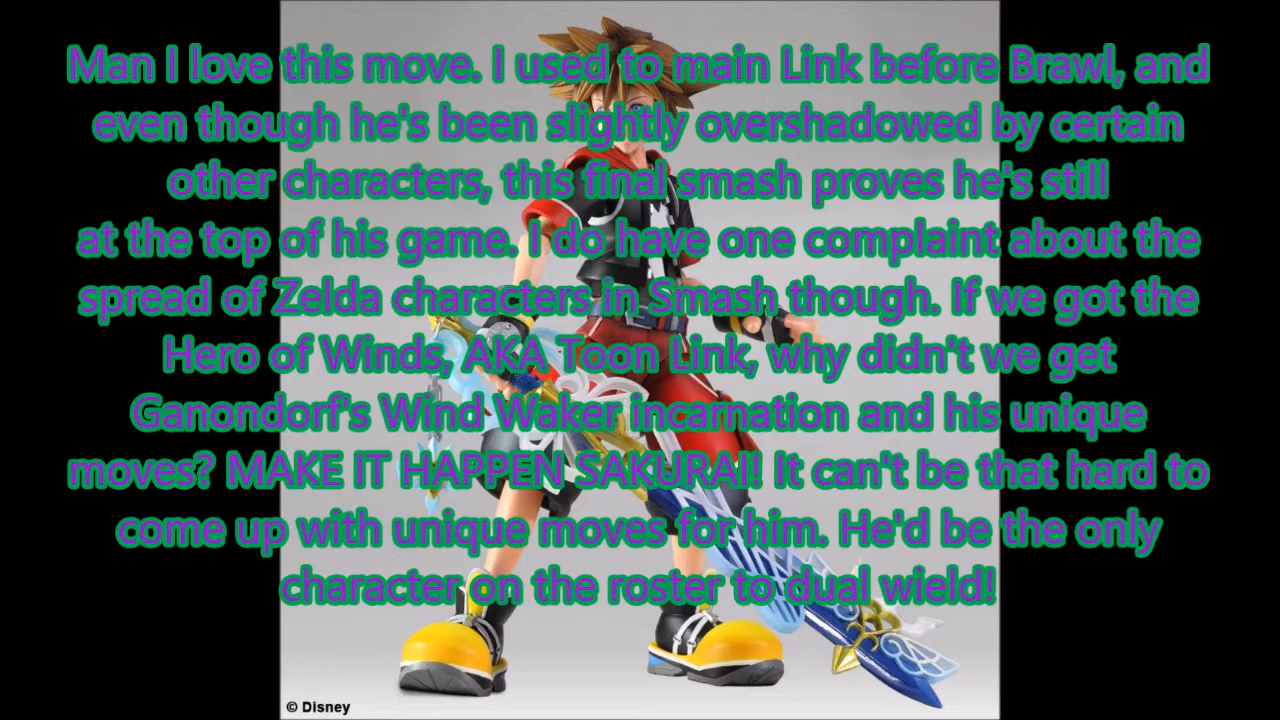 Man I love this move. I used to main Link before Brawl, and
even though he's been slightly overshadowed by certain
other characters, this final smash proves he's still
at the top of his game. I do have one complaint about the
spread of Zelda characters in Smash though. If we got the
Hero of Winds, AKA Toon Link, why didn't we get
Ganondorf's Wind Waker incarnation and his unique
moves? MAKE IT HAPPEN SAKURAI! It can't be that hard to
come up with unique moves for him. He'd be the only
character on the roster to dual wield!
© Disney